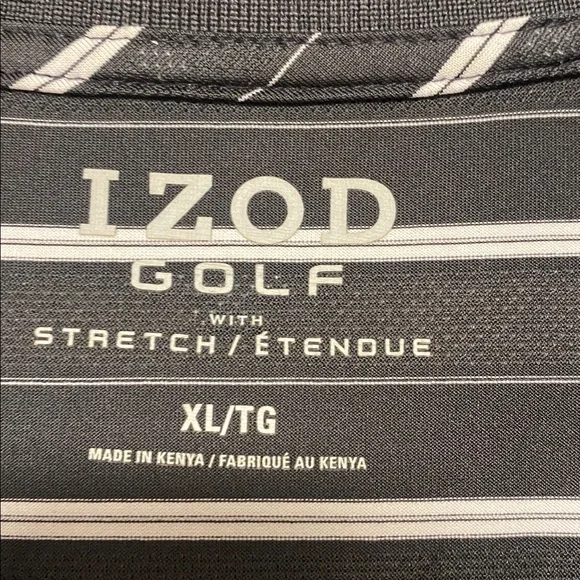 IZOD
GOLF
WITH
STRETCH / ÉTENDUE
XL/TG
MADE IN KENYA / FABRIQUÉ AU KENYA